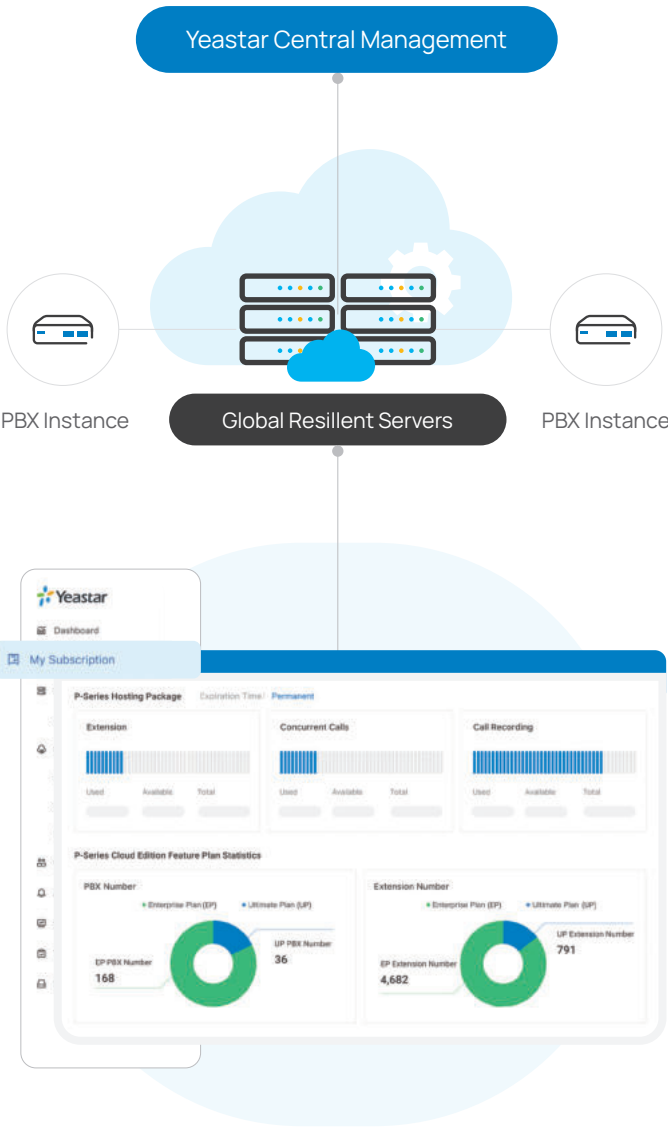 Yeastar Central Management
PBX Instance
Global Resillent Servers
PBX Instance
Yeastar
Dashboard
My Subscription
P-Series Hosting Package Expiration Time: Permanent
Extension
Used Available Total
Concurrent Calls
Used Available Total
Call Recording
Used Available Total
P-Series Cloud Edition Feature Plan Statistics
PBX Number
Enterprise Plan (EP) Ultimate Plan (UP)
UP PBX Number
36
EP PBX Number
168
Extension Number
Enterprise Plan (EP) Ultimate Plan (UP)
UP Extension Number
791
EP Extension Number
4,682